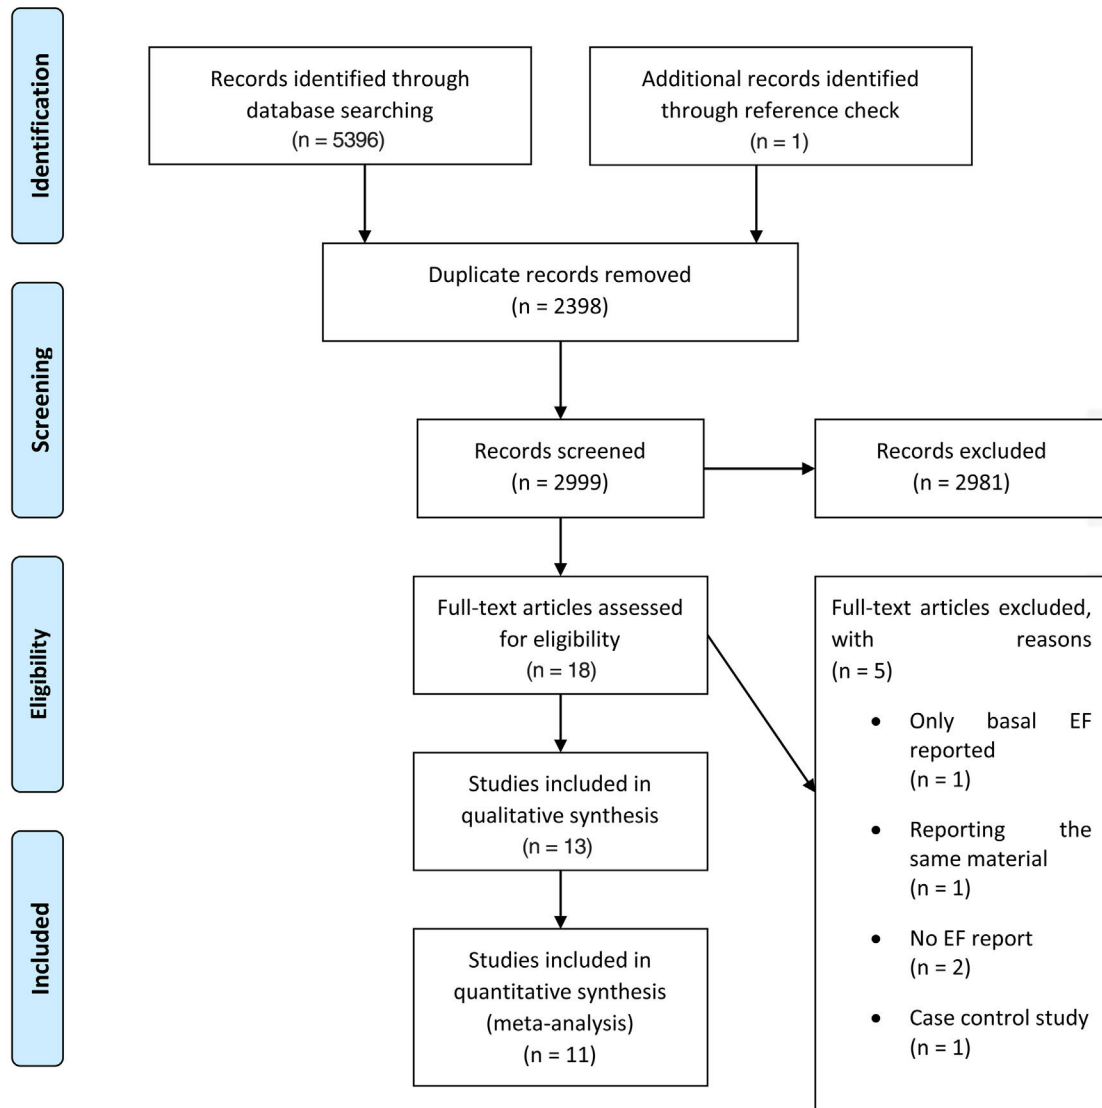 Identification
Records identified through
database searching
(n = 5396)
Additional records identified
through reference check
(n = 1)
Duplicate records removed
(n = 2398)
Screening
Records screened
(n = 2999)
Records excluded
(n = 2981)
Eligibility
Full-text articles assessed
for eligibility
(n = 18)
Full-text articles excluded,
with reasons
(n = 5)
• Only basal EF
reported
(n = 1)
• Reporting the
same material
(n = 1)
• No EF report
(n = 2)
• Case control study
(n = 1)
Studies included in
qualitative synthesis
(n = 13)
Included
Studies included in
quantitative synthesis
(meta-analysis)
(n = 11)